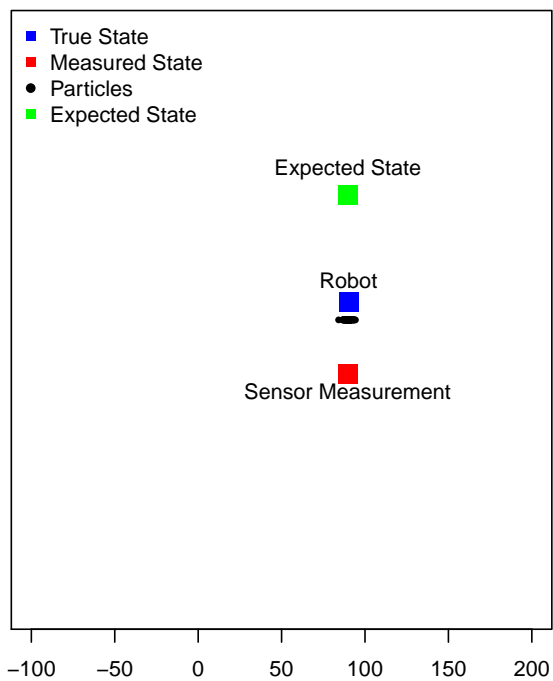 True State
Measured State
Particles
Expected State
Expected State
Robot
Sensor Measurement
−100 −50 0 50 100 150 200